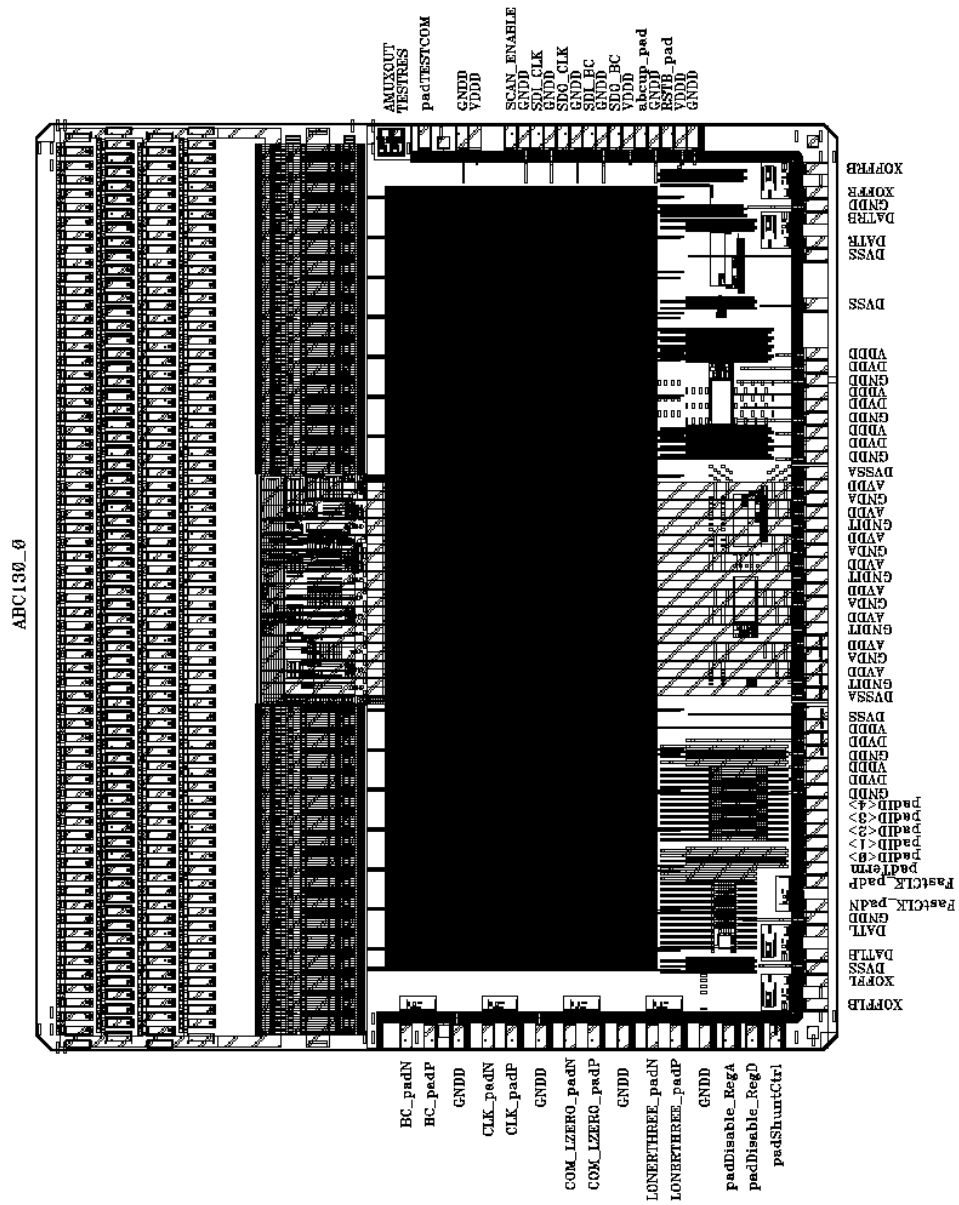 ABC130_0
AMUXOUT
TESTRES
padTESTCOM
GNDD
VDDD
SCAN_ENABLE
GNDD
SDI_CLK
GNDD
SDO_CLK
GNDD
SDI_BC
GNDD
SDO_BC
VDDD
abcup_pad
GNDD
RSTB_pad
VDDD
GNDD
XOFFRB
XOFFR
GNDD
DATRB
DATR
DVSS
DVSS
VDDD
DVDD
GNDD
VDDD
DVDD
GNDD
VDDD
DVDD
GNDD
DVSSA
AVDD
GNDA
AVDD
GNDIT
AVDD
GNDA
AVDD
GNDIT
AVDD
GNDA
AVDD
GNDIT
AVDD
GNDA
AVDD
GNDIT
DVSSA
DVSS
VDDD
DVDD
GNDD
VDDD
DVDD
GNDD
padID<4>
padID<3>
padID<2>
padID<1>
padID<0>
padTerm
FastCLK_padP
FastCLK_padN
GNDD
DATL
DATLB
DVSS
XOFFL
XOFFLB
BC_padN
BC_padP
GNDD
CLK_padN
CLK_padP
GNDD
COM_LZERO_padN
COM_LZERO_padP
GNDD
LONERTHREE_padN
LONERTHREE_padP
GNDD
padDisable_RegA
padDisable_RegD
padShuntCtrl